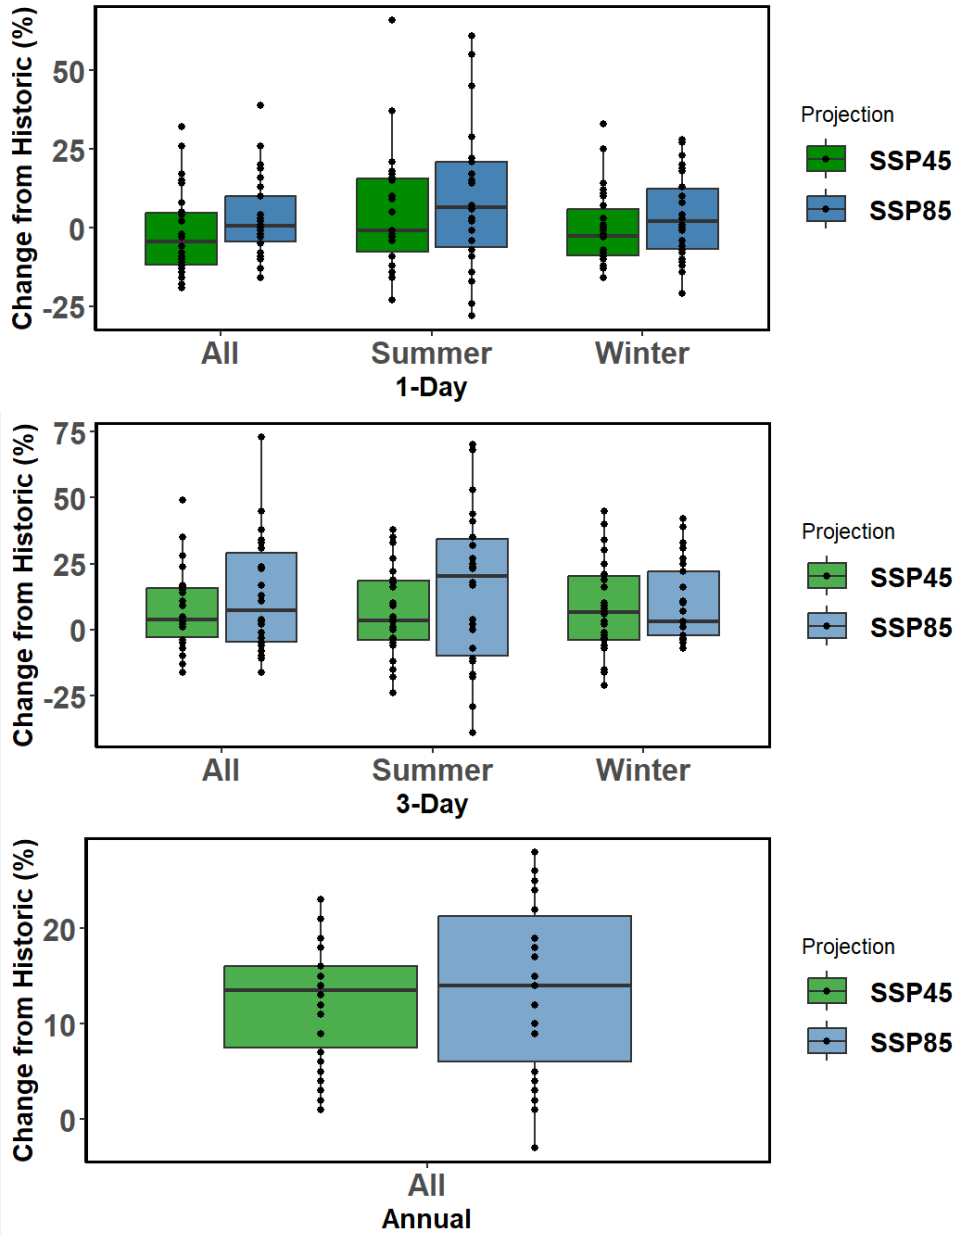 Change from Historic (%)
50
25
0
-25
All
Summer
Winter
1-Day
Projection
SSP45
SSP85
Change from Historic (%)
75
50
25
0
-25
All
Summer
Winter
3-Day
Projection
SSP45
SSP85
Change from Historic (%)
20
10
0
All
Annual
Projection
SSP45
SSP85